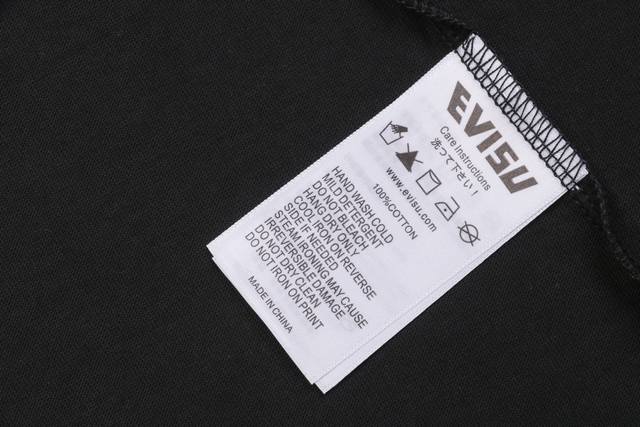 EVISU
Care Instructions
洗って下さい!
www.evisu.com
100%COTTON
HAND WASH COLD
MILD DETERGENT
DO NOT BLEACH
HANG DRY ONLY
COOL IRON ON REVERSE
SIDE IF NEEDED
STEAM IRONING MAY CAUSE
IRREVERSIBLE DAMAGE
DO NOT DRY CLEAN
DO NOT IRON ON PRINT
MADE IN CHINA